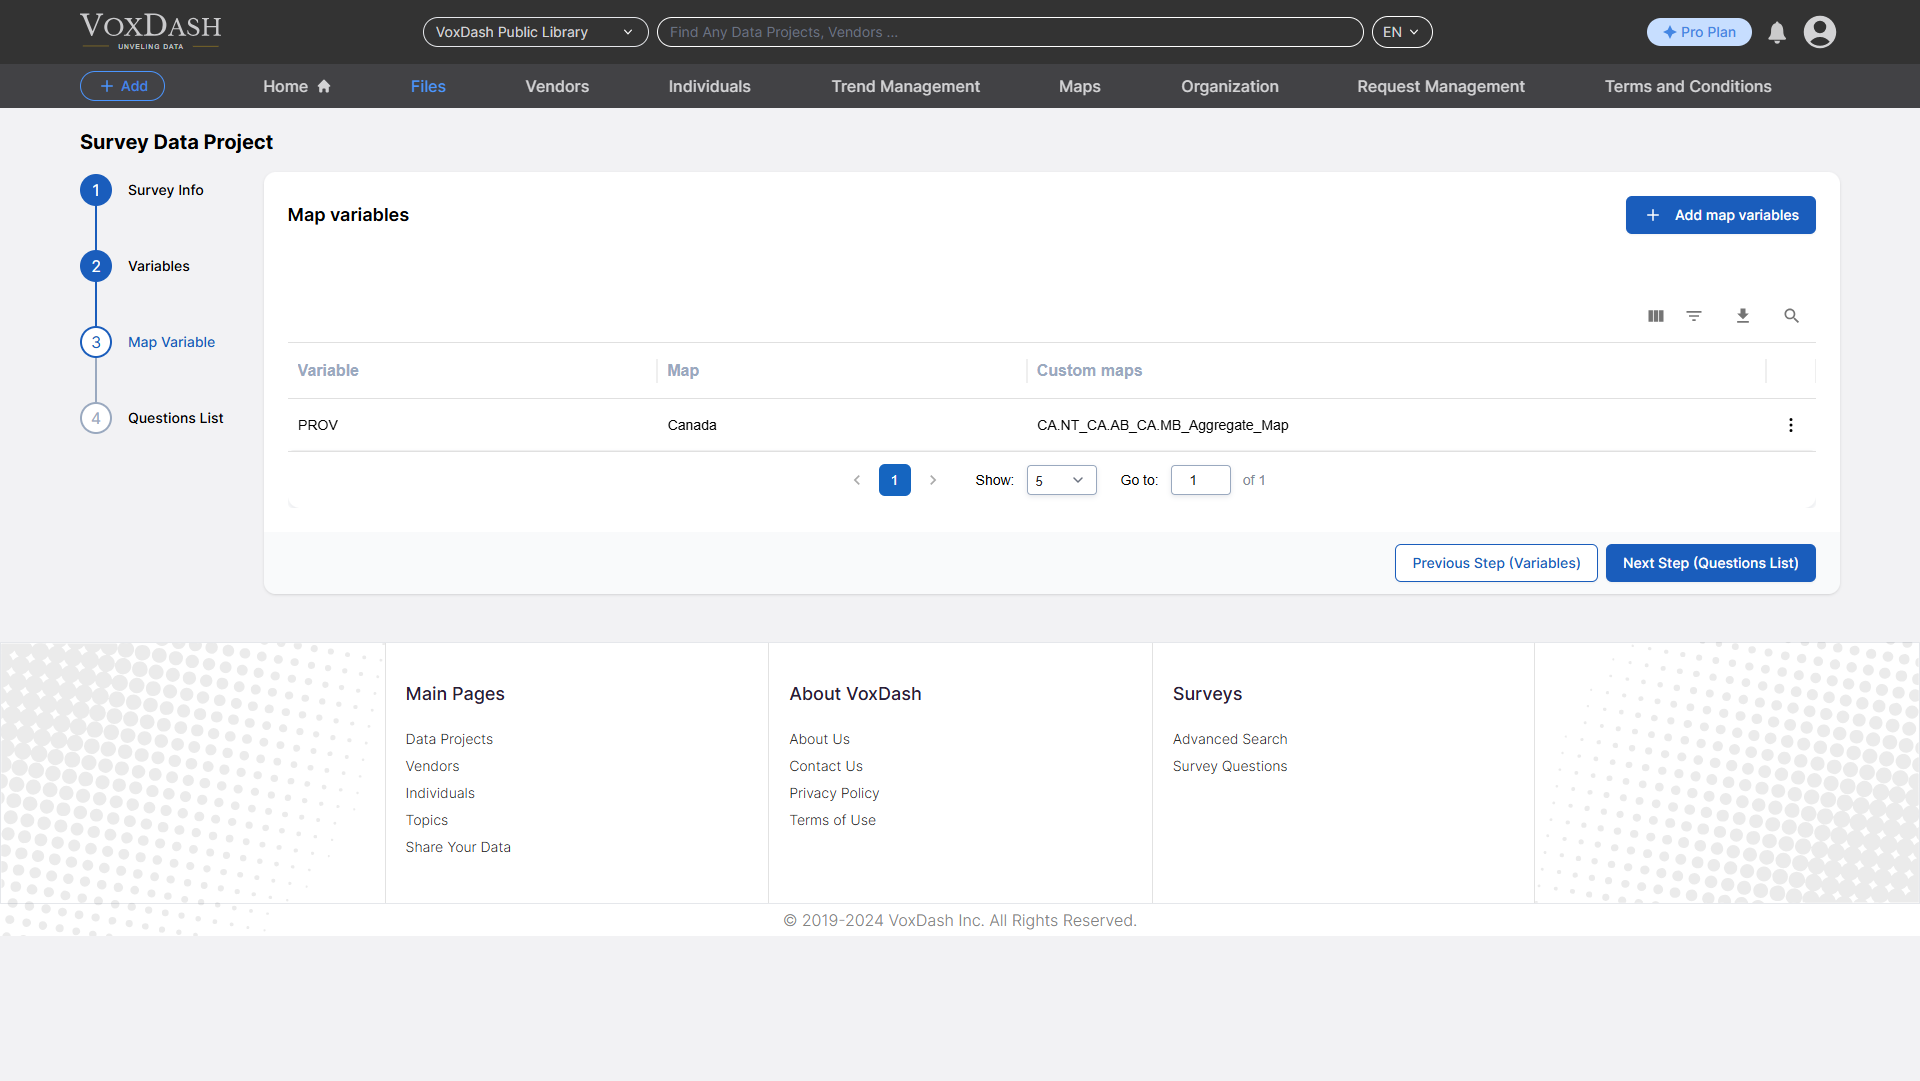 VOXDASH
UNVELING DATA
VoxDash Public Library
Find Any Data Projects, Vendors ...
EN
Pro Plan
Add
Home
Files
Vendors
Individuals
Trend Management
Maps
Organization
Request Management
Terms and Conditions
Survey Data Project
1
Survey Info
2
Variables
3
Map Variable
4
Questions List
Map variables
Add map variables
Variable
Map
Custom maps
PROV
Canada
CA.NT_CA.AB_CA.MB_Aggregate_Map
1
Show:
5
Go to:
1
of 1
Previous Step (Variables)
Next Step (Questions List)
Main Pages
Data Projects
Vendors
Individuals
Topics
Share Your Data
About VoxDash
About Us
Contact Us
Privacy Policy
Terms of Use
Surveys
Advanced Search
Survey Questions
© 2019-2024 VoxDash Inc. All Rights Reserved.